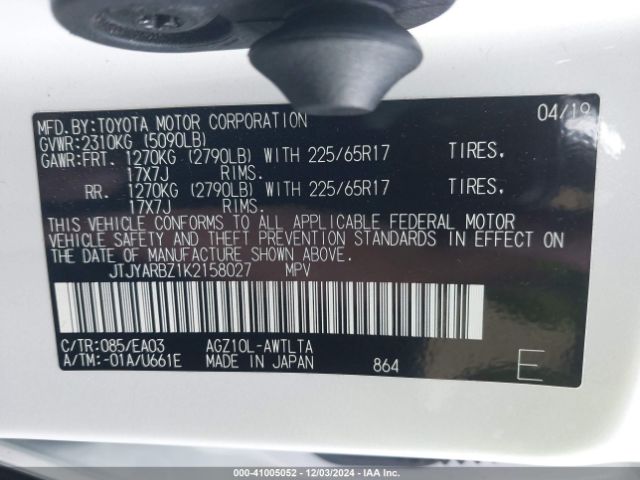 MFD.BY:TOYOTA MOTOR CORPORATION 04/19
GVWR:2310KG (5090LB)
GAWR:FRT. 1270KG (2790LB) WITH 225/65R17 TIRES,
17X7J RIMS.
RR. 1270KG (2790LB) WITH 225/65R17 TIRES,
17X7J RIMS.
THIS VEHICLE CONFORMS TO ALL APPLICABLE FEDERAL MOTOR
VEHICLE SAFETY AND THEFT PREVENTION STANDARDS IN EFFECT ON
THE DATE OF MANUFACTURE SHOWN ABOVE.
JTJYARBZ1K2158027 MPV
C/TR:085/EA03 AGZ10L-AWTLTA
A/TM:-01A/U661E MADE IN JAPAN 864 E
000-41005052 - 12/03/2024 - IAAI.COM